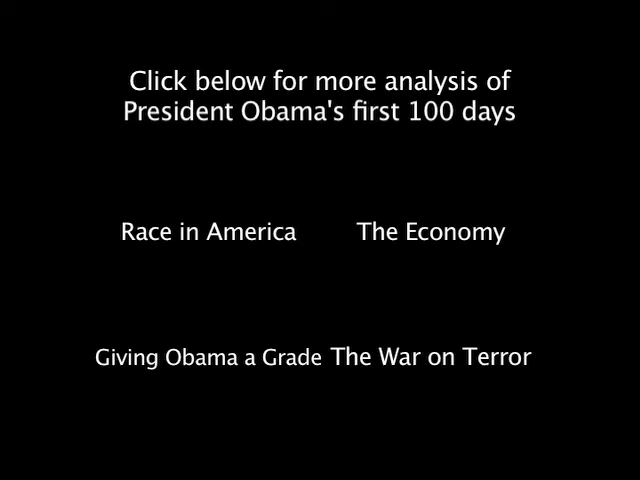 Click below for more analysis of
President Obama's first 100 days
Race in America
The Economy
Giving Obama a Grade
The War on Terror